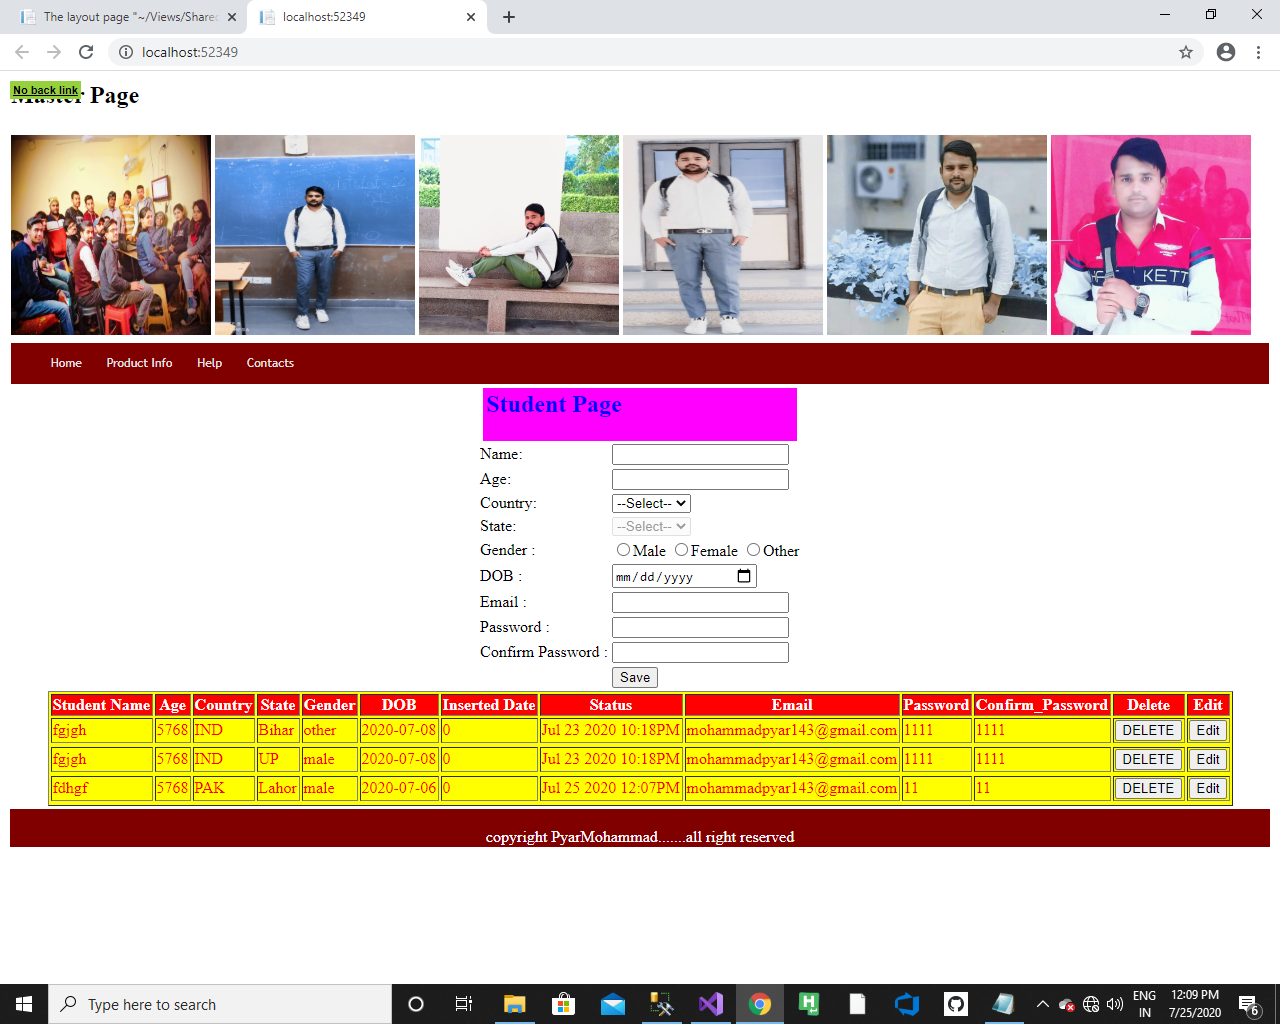 The layout page "~/Views/Shared
localhost:52349
localhost:52349
No back link
Master Page
KETT
Home Product Info Help Contacts
Student Page
Name:
Age:
Country: --Select--
State: --Select--
Gender : Male Female Other
DOB : mm/dd/yyyy
Email :
Password :
Confirm Password :
Save
Student Name Age Country State Gender DOB Inserted Date Status Email Password Confirm_Password Delete Edit
fgjgh 5768 IND Bihar other 2020-07-08 0 Jul 23 2020 10:18PM mohammadpyar143@gmail.com 1111 1111 DELETE Edit
fgjgh 5768 IND UP male 2020-07-08 0 Jul 23 2020 10:18PM mohammadpyar143@gmail.com 1111 1111 DELETE Edit
fdhgf 5768 PAK Lahor male 2020-07-06 0 Jul 25 2020 12:07PM mohammadpyar143@gmail.com 11 11 DELETE Edit
copyright PyarMohammad.......all right reserved
Type here to search
ENG
IN
12:09 PM
7/25/2020
6